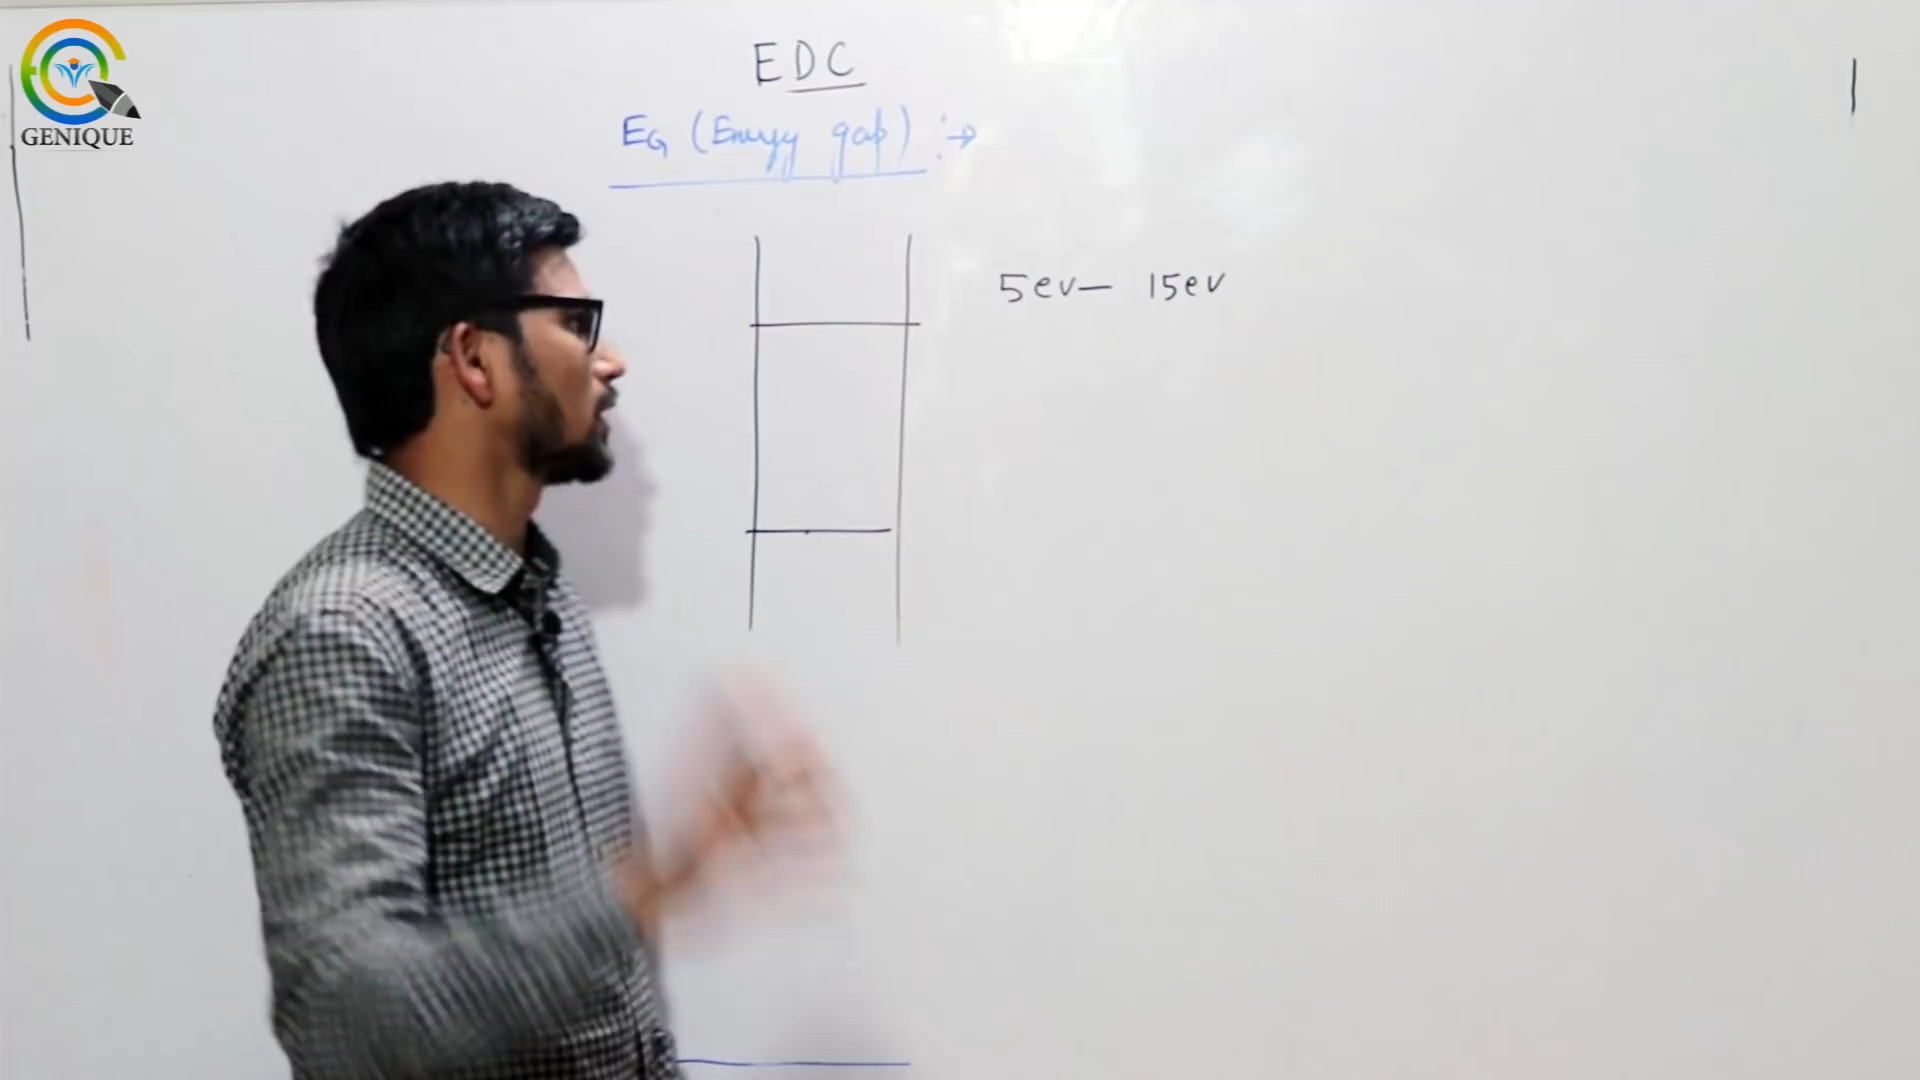 GENIQUE
EDC
EG (Energy gap) :→
5ev— 15ev